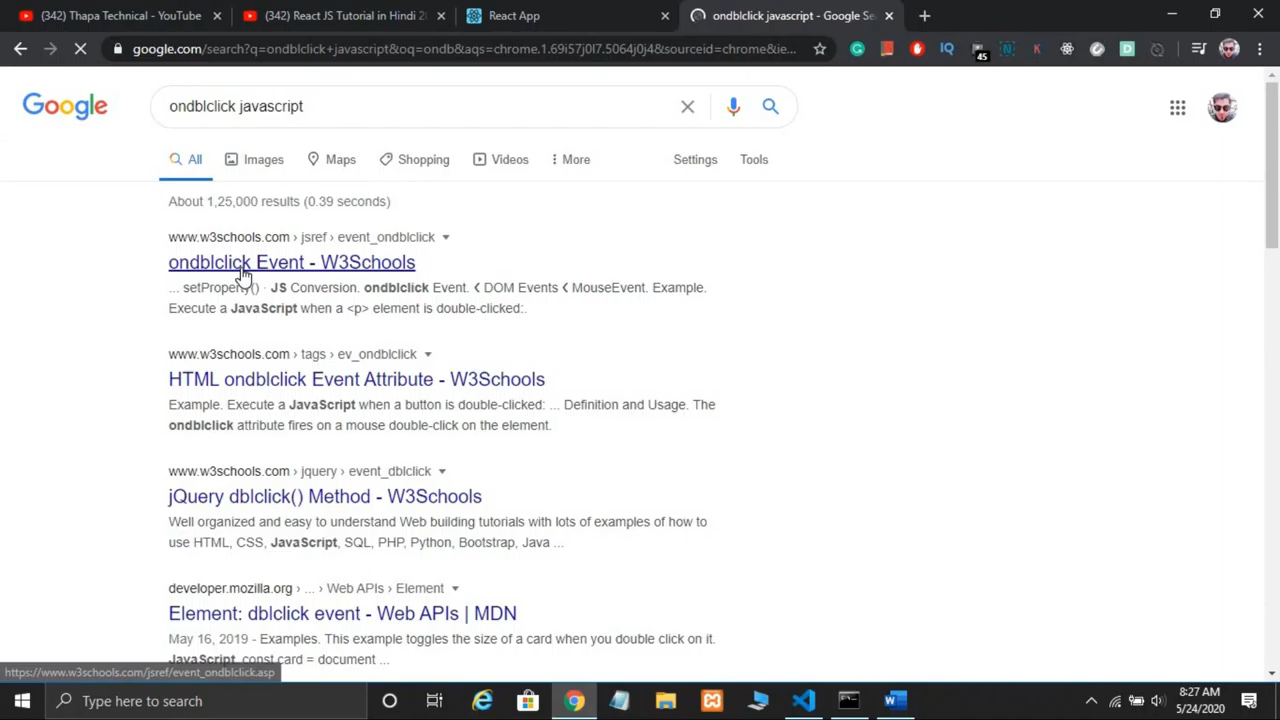 (342) Thapa Technical - YouTube
(342) React JS Tutorial in Hindi 2
React App
ondblclick javascript - Google Se
google.com/search?q=ondblclick+javascript&oq=ondb&aqs=chrome.1.69i57j0l7.5064j0j4&sourceid=chrome&ie...
IQ
45
N
K
D
Google
ondblclick javascript
All
Images
Maps
Shopping
Videos
More
Settings
Tools
About 1,25,000 results (0.39 seconds)
www.w3schools.com › jsref › event_ondblclick
ondblclick Event - W3Schools
... setProperty() · JS Conversion. ondblclick Event. ❮ DOM Events ❮ MouseEvent. Example.
Execute a JavaScript when a <p> element is double-clicked:.
www.w3schools.com › tags › ev_ondblclick
HTML ondblclick Event Attribute - W3Schools
Example. Execute a JavaScript when a button is double-clicked: ... Definition and Usage. The
ondblclick attribute fires on a mouse double-click on the element.
www.w3schools.com › jquery › event_dblclick
jQuery dblclick() Method - W3Schools
Well organized and easy to understand Web building tutorials with lots of examples of how to
use HTML, CSS, JavaScript, SQL, PHP, Python, Bootstrap, Java ...
developer.mozilla.org › ... › Web APIs › Element
Element: dblclick event - Web APIs | MDN
May 16, 2019 - Examples. This example toggles the size of a card when you double click on it.
JavaScript. const card = document ...
https://www.w3schools.com/jsref/event_ondblclick.asp
Type here to search
8:27 AM
5/24/2020